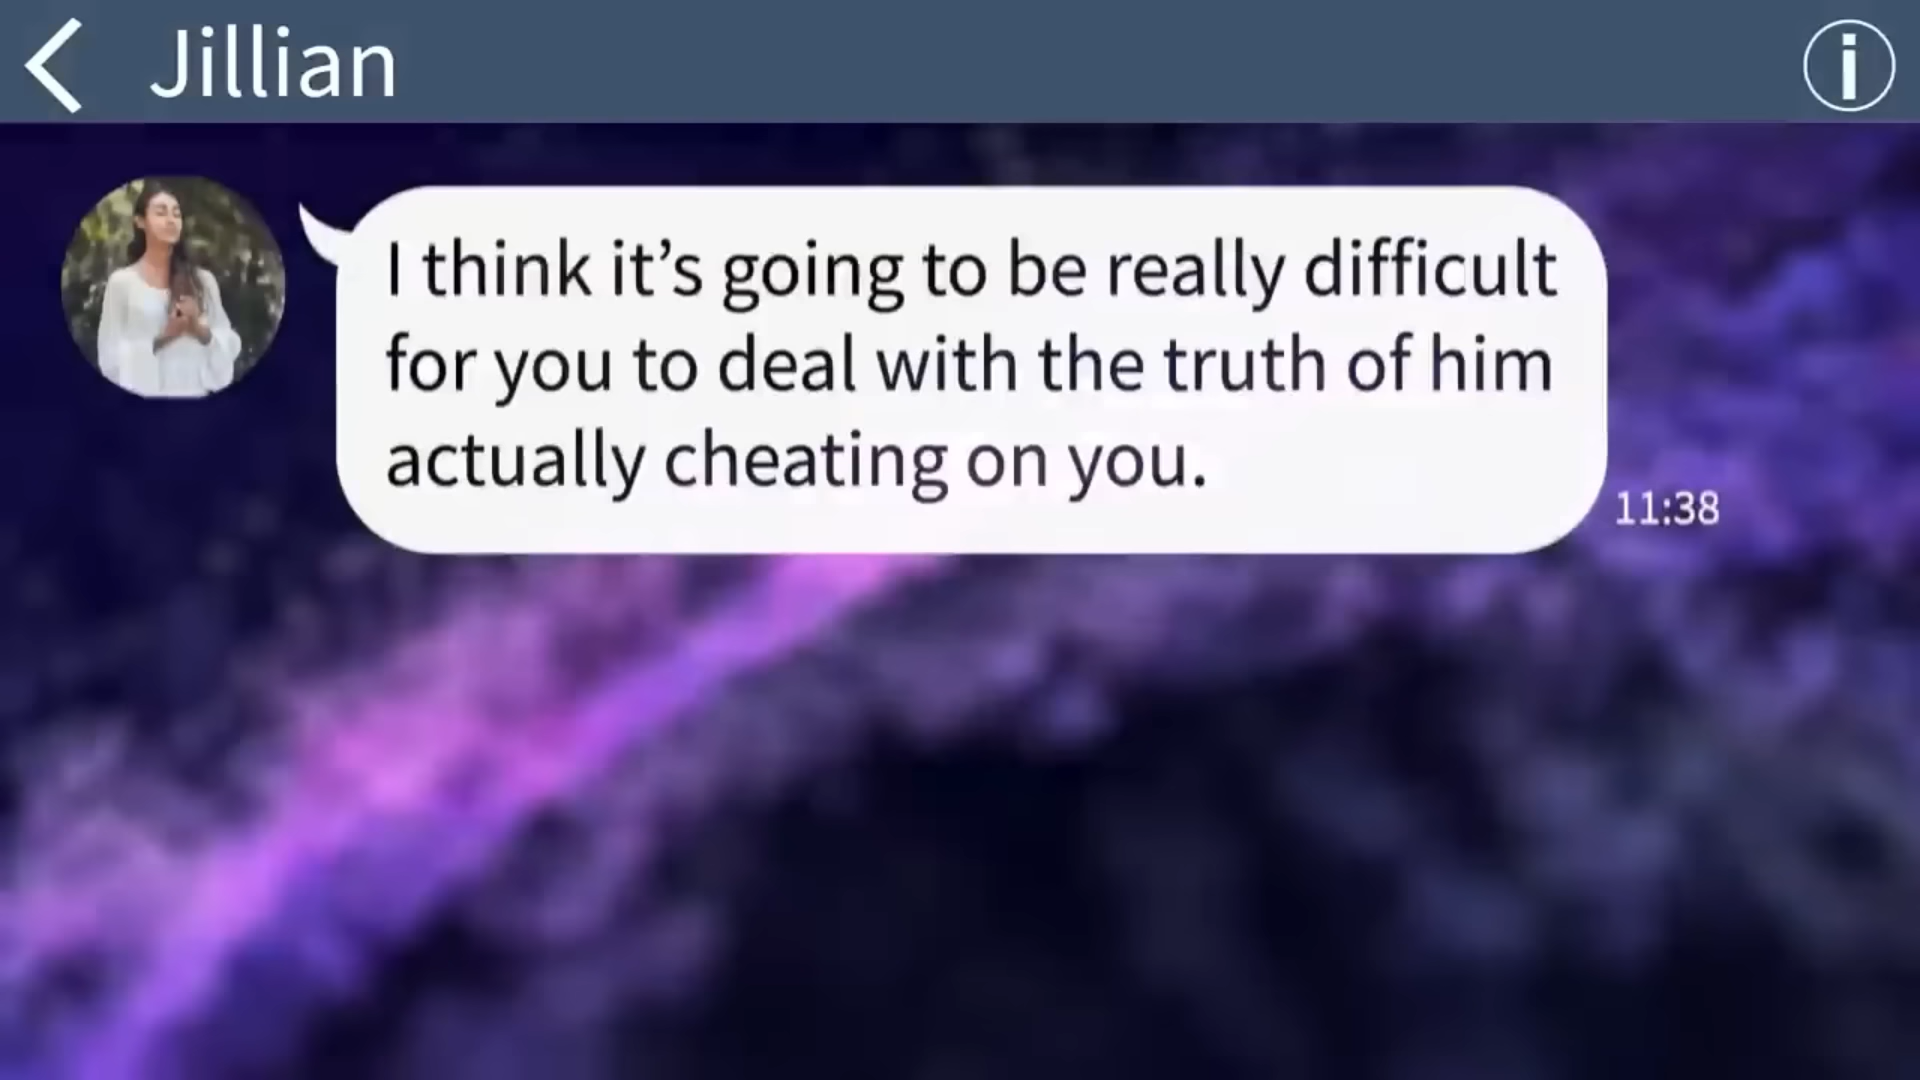 Jillian
I think it’s going to be really difficult
for you to deal with the truth of him
actually cheating on you.
11:38